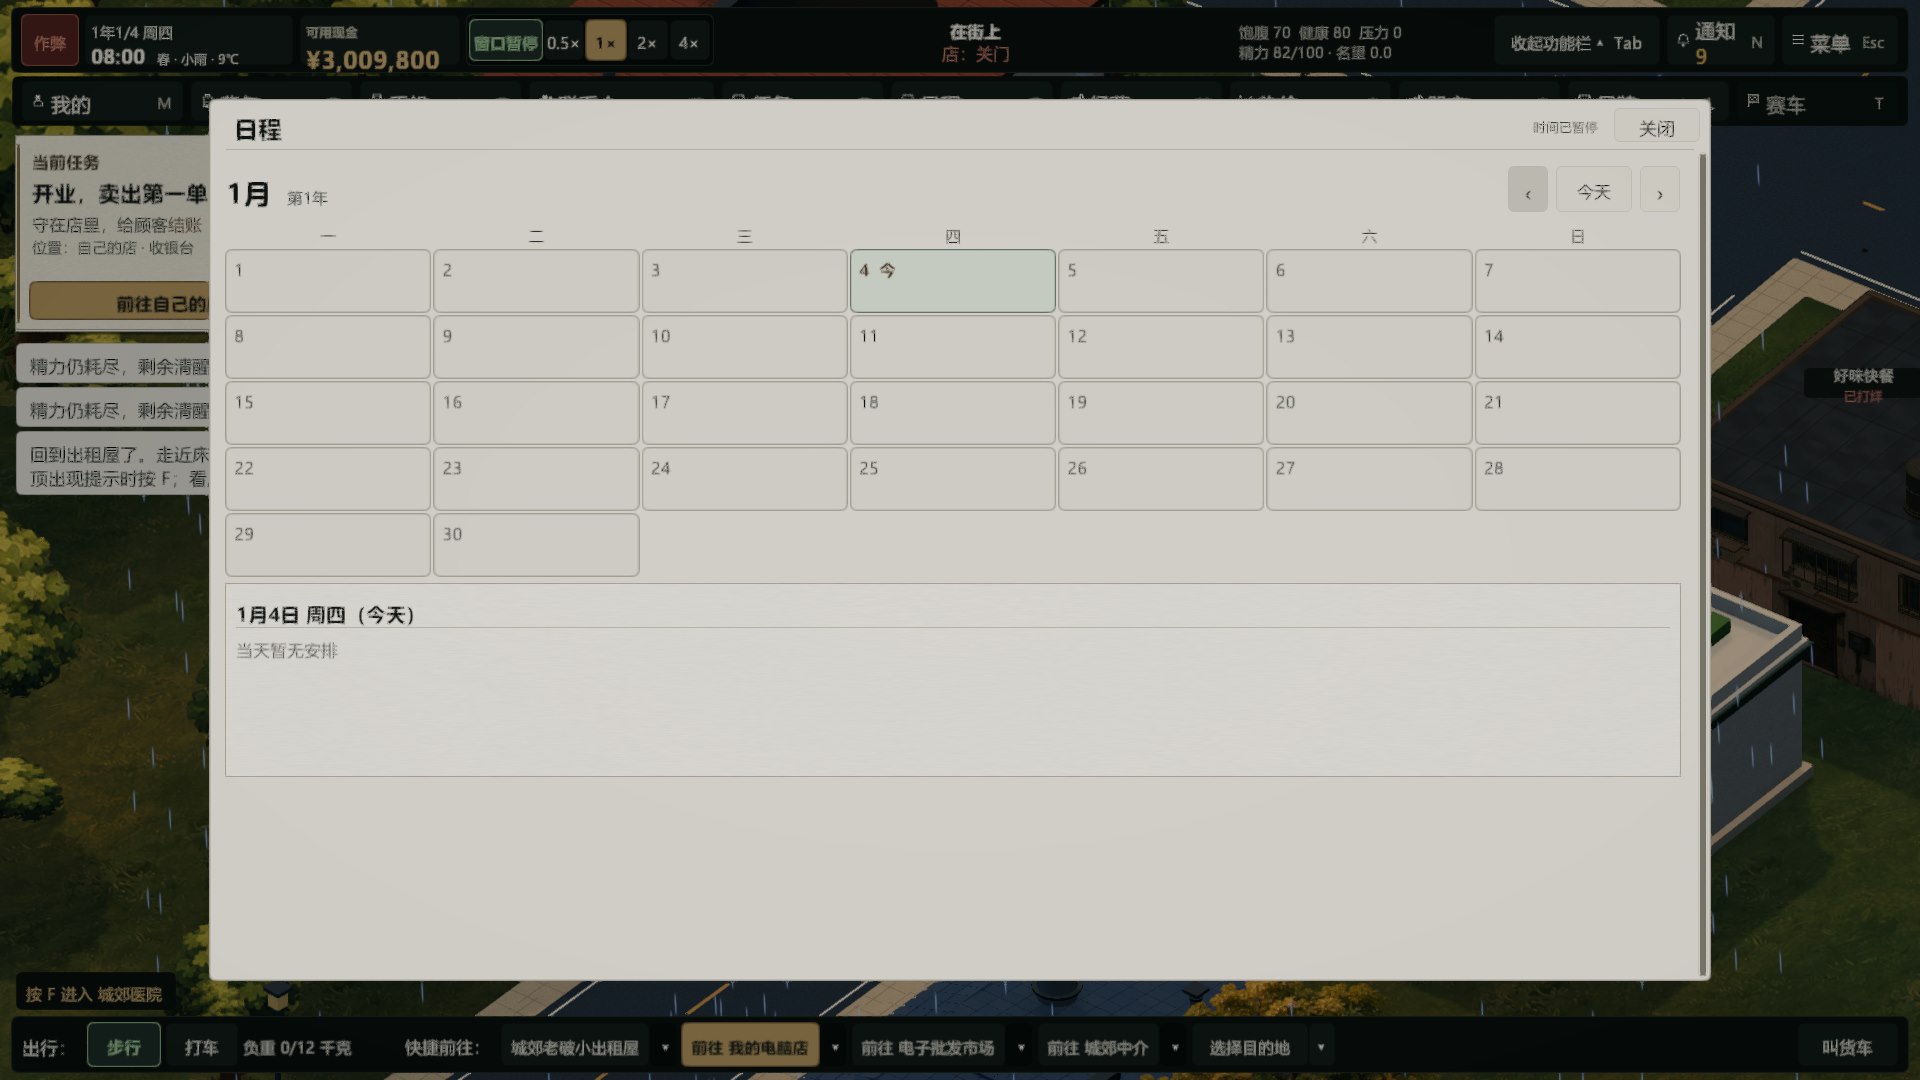 作弊
1年1/4 周四
08:00 春·小雨·9℃
可用现金
¥3,009,800
窗口暂停 0.5× 1× 2× 4×
在街上
店：关门
饱腹 70 健康 80 压力 0
精力 82/100·名望 0.0
收起功能栏 Tab
通知 N
9
菜单 Esc
我的 M
赛车 T
当前任务
开业，卖出第一单
守在店里，给顾客结账
位置：自己的店·收银台
前往自己的
精力仍耗尽，剩余清醒
精力仍耗尽，剩余清醒
回到出租屋了。走近床
顶出现提示时按 F；看
日程
时间已暂停
关闭
1月 第1年
‹ 今天 ›
一 二 三 四 五 六 日
1 2 3 4 今 5 6 7
8 9 10 11 12 13 14
15 16 17 18 19 20 21
22 23 24 25 26 27 28
29 30
1月4日 周四（今天）
当天暂无安排
好味快餐
已打烊
按 F 进入 城郊医院
出行： 步行 打车 负重 0/12 千克 快捷前往： 城郊老破小出租屋 前往 我的电脑店 前往 电子批发市场 前往 城郊中介 选择目的地 叫货车